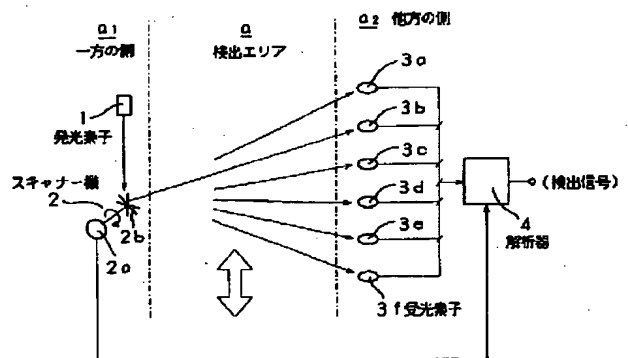 a1
一方の側
a
検出エリア
a2 他方の側
1
発光素子
スキャナー機
2
2b
2a
3a
3b
3c
3d
3e
3f受光素子
(検出信号)
4
解析器